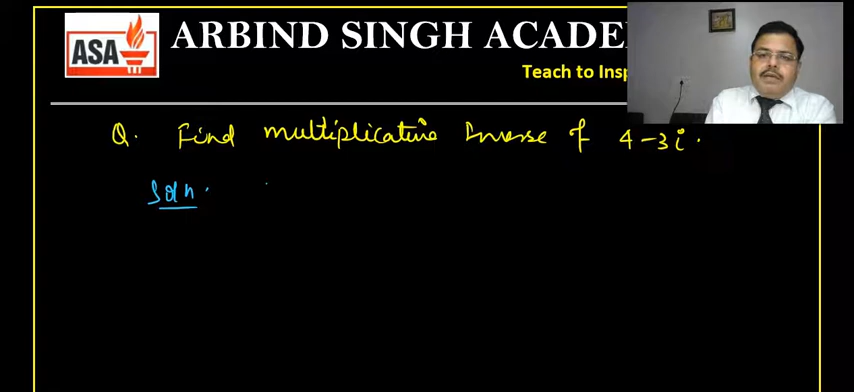 ASA
ARBIND SINGH ACADE
Teach to Insp
Q. Find multiplicative Inverse of 4-3i.
Soln.